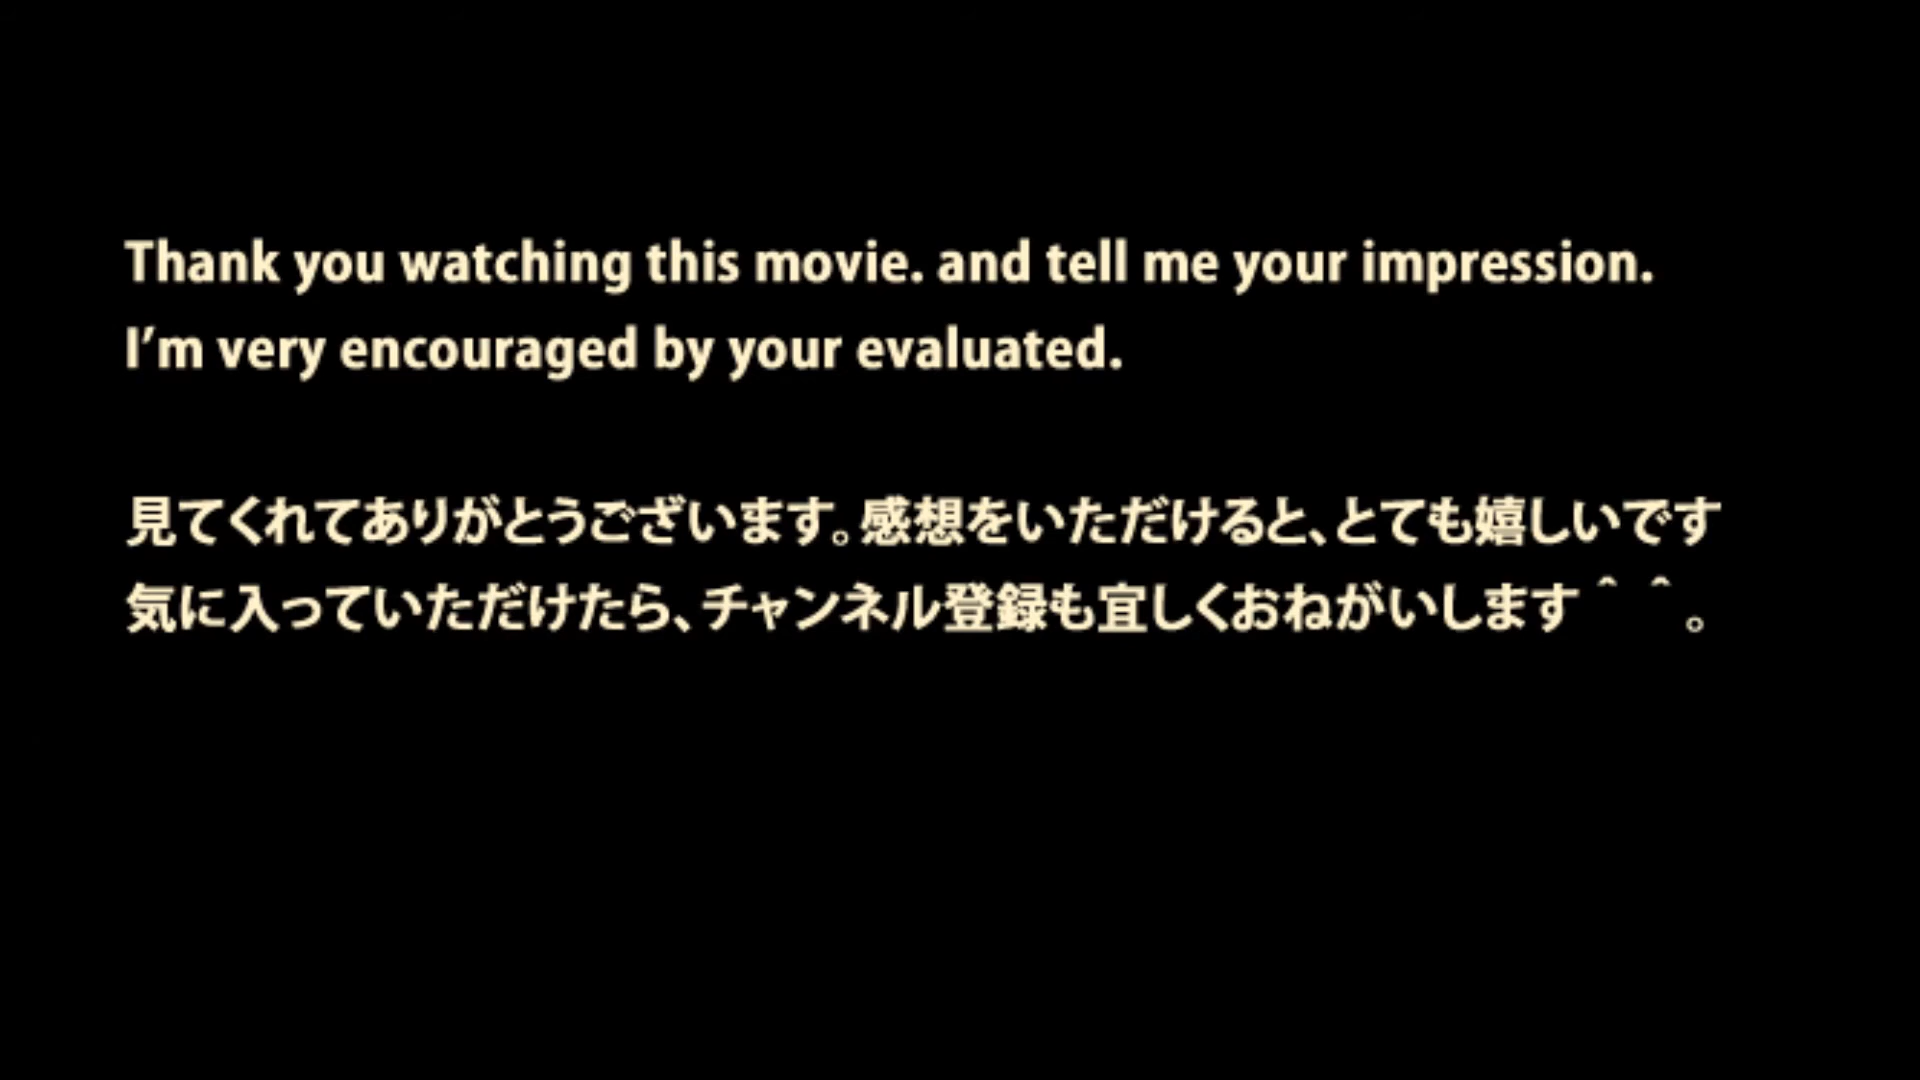 Thank you watching this movie. and tell me your impression.
I’m very encouraged by your evaluated.
見てくれてありがとうございます。感想をいただけると、とても嬉しいです
気に入っていただけたら、チャンネル登録も宜しくおねがいします＾＾。